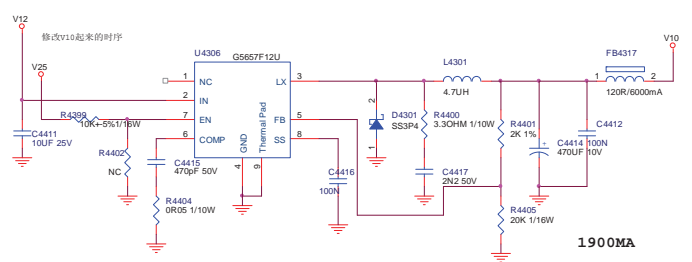 V12
修改V10起来的时序
V10
U4306
G5657F12U
L4301
FB4317
V25
1
NC
LX
3
4.7UH
1
2
120R/6000mA
2
IN
R4399
10K+-5%1/16W
7
EN
FB
5
2
D4301
SS3P4
1
R4400
3.3OHM 1/10W
R4401
2K 1%
C4412
100N
C4411
10UF 25V
6
COMP
SS
8
GND
Thermal Pad
C4414
470UF 10V
R4402
NC
C4415
470pF 50V
4
9
C4416
100N
C4417
2N2 50V
R4404
0R05 1/10W
R4405
20K 1/16W
1900MA